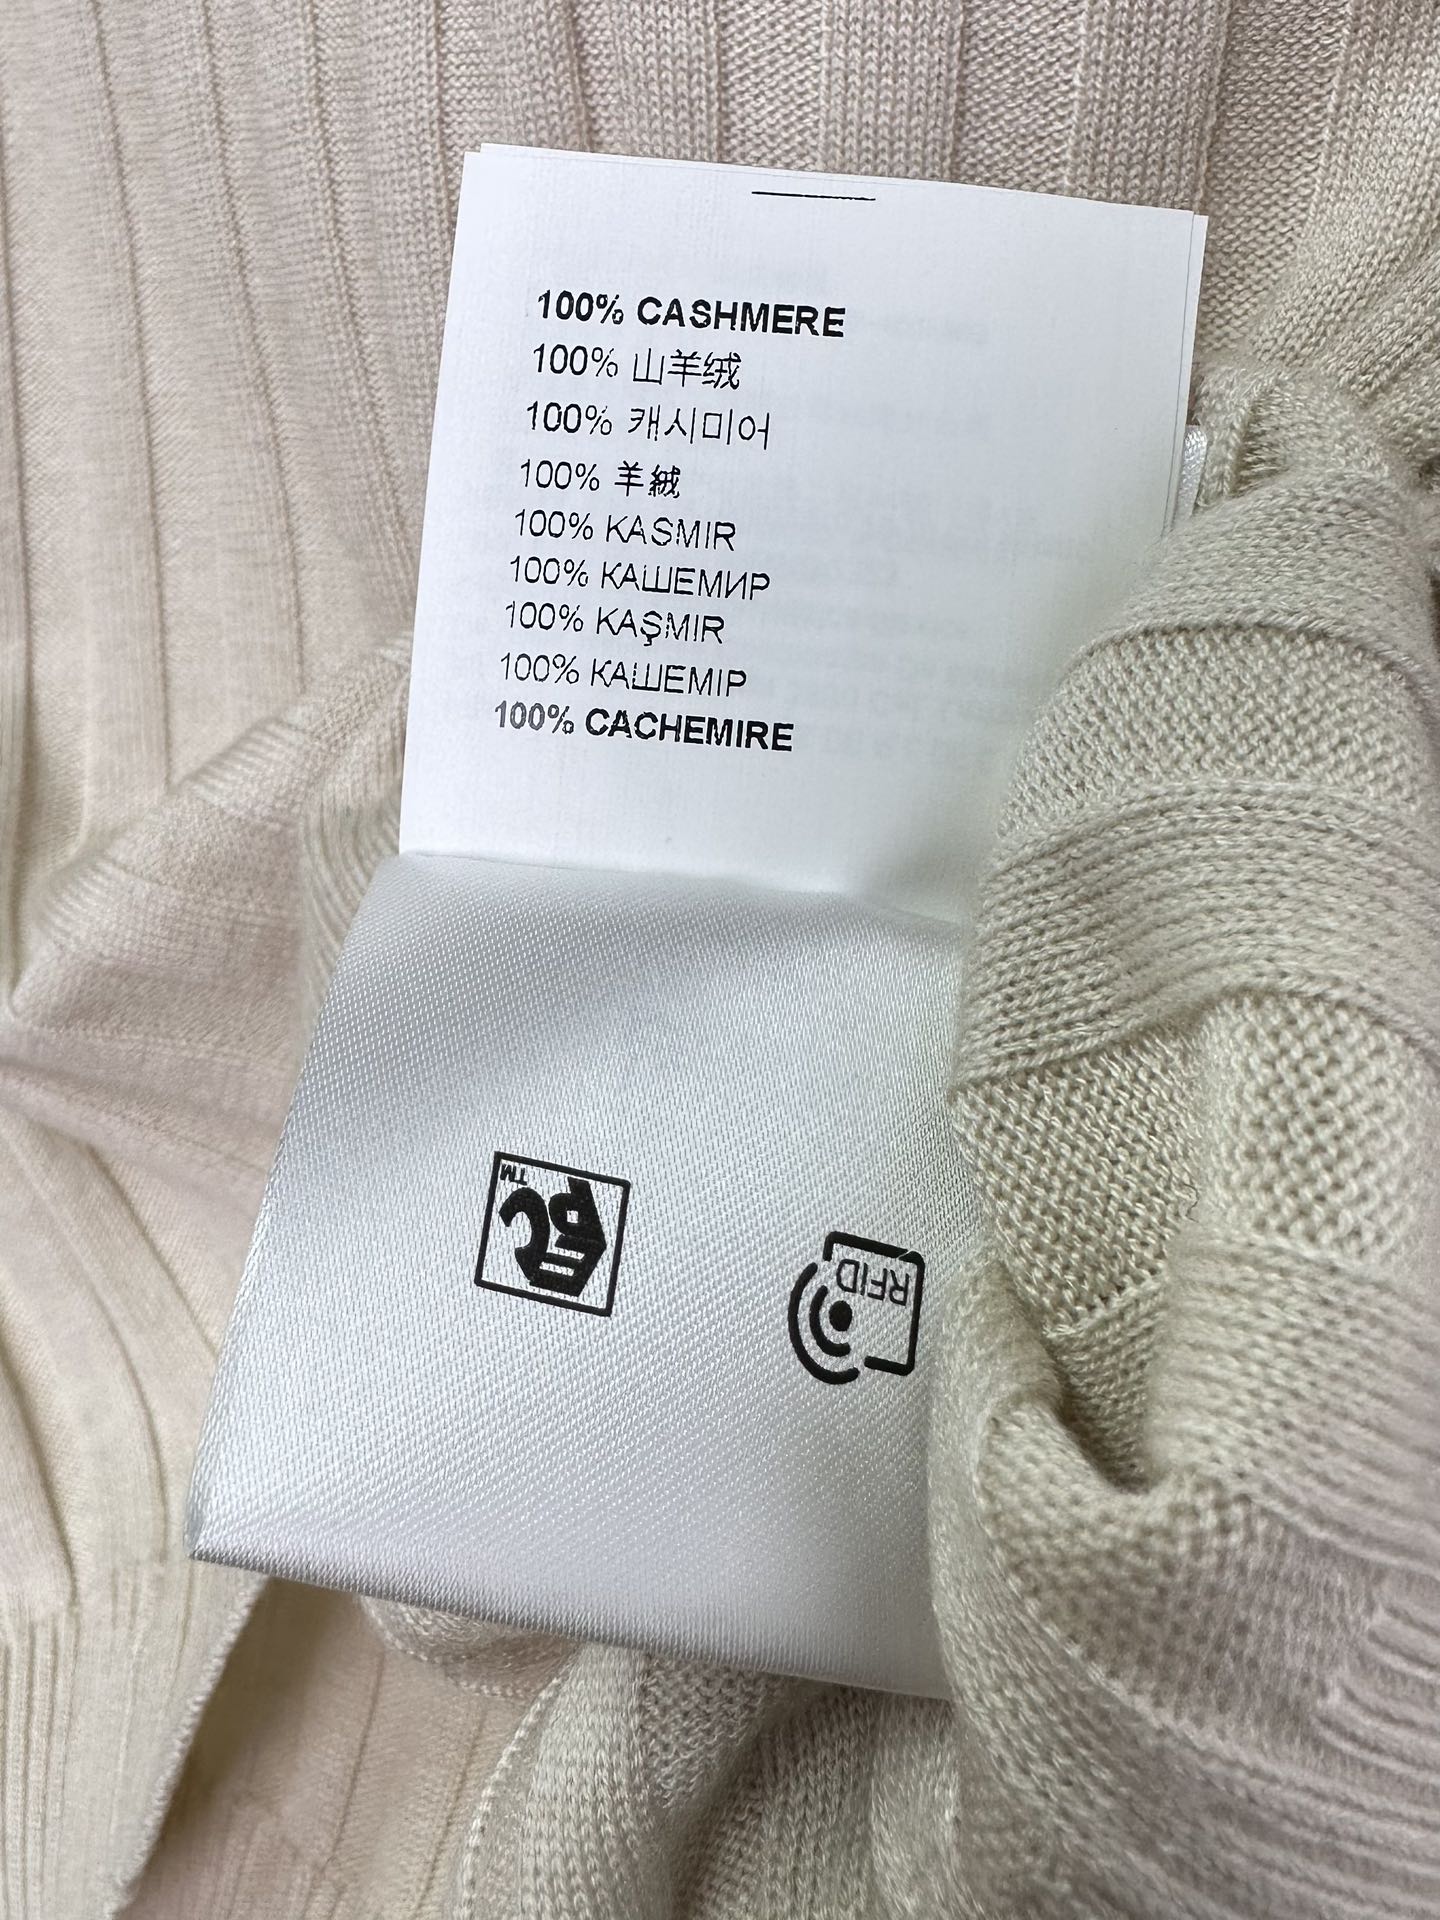 100% CASHMERE
100% 山羊绒
100% 캐시미어
100% 羊絨
100% KASMIR
100% КАШЕМИР
100% KAŞMIR
100% КАШЕМІР
100% CACHEMIRE
TM
RFID